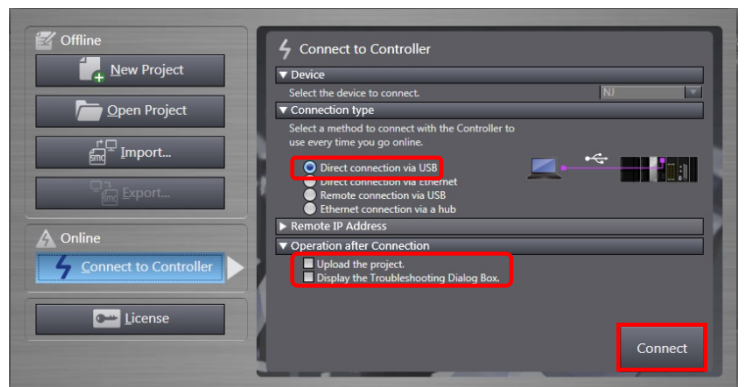 Offline
New Project
Open Project
Import...
Export...
Online
Connect to Controller
License
Connect to Controller
▼ Device
Select the device to connect.
NJ
▼ Connection type
Select a method to connect with the Controller to
use every time you go online.
Direct connection via USB
Direct connection via Ethernet
Remote connection via USB
Ethernet connection via a hub
▶ Remote IP Address
▼ Operation after Connection
Upload the project.
Display the Troubleshooting Dialog Box.
Connect